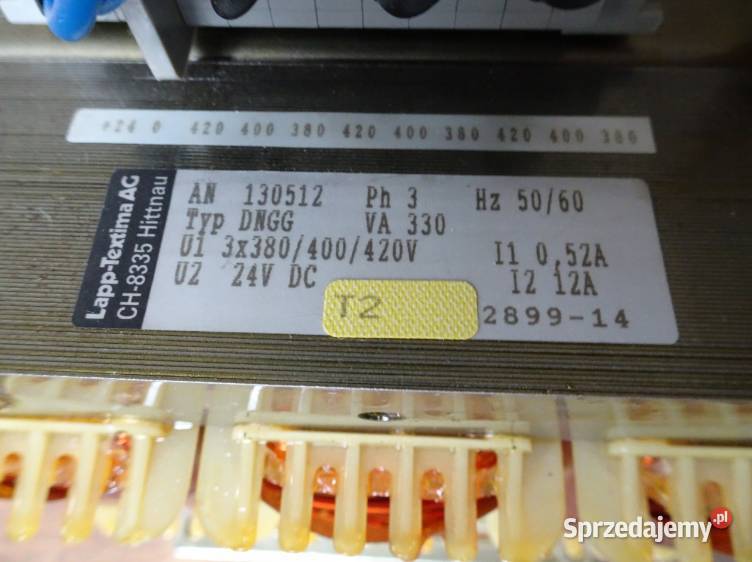 +24 0 420 400 380 420 400 380 420 400 380
Lapp-Textima AG
CH-8335 Hittnau
AN 130512 Ph 3 Hz 50/60
Typ DNGG VA 330
U1 3x380/400/420V I1 0,52A
U2 24V DC I2 12A
T2 2899-14
Sprzedajemy.pl